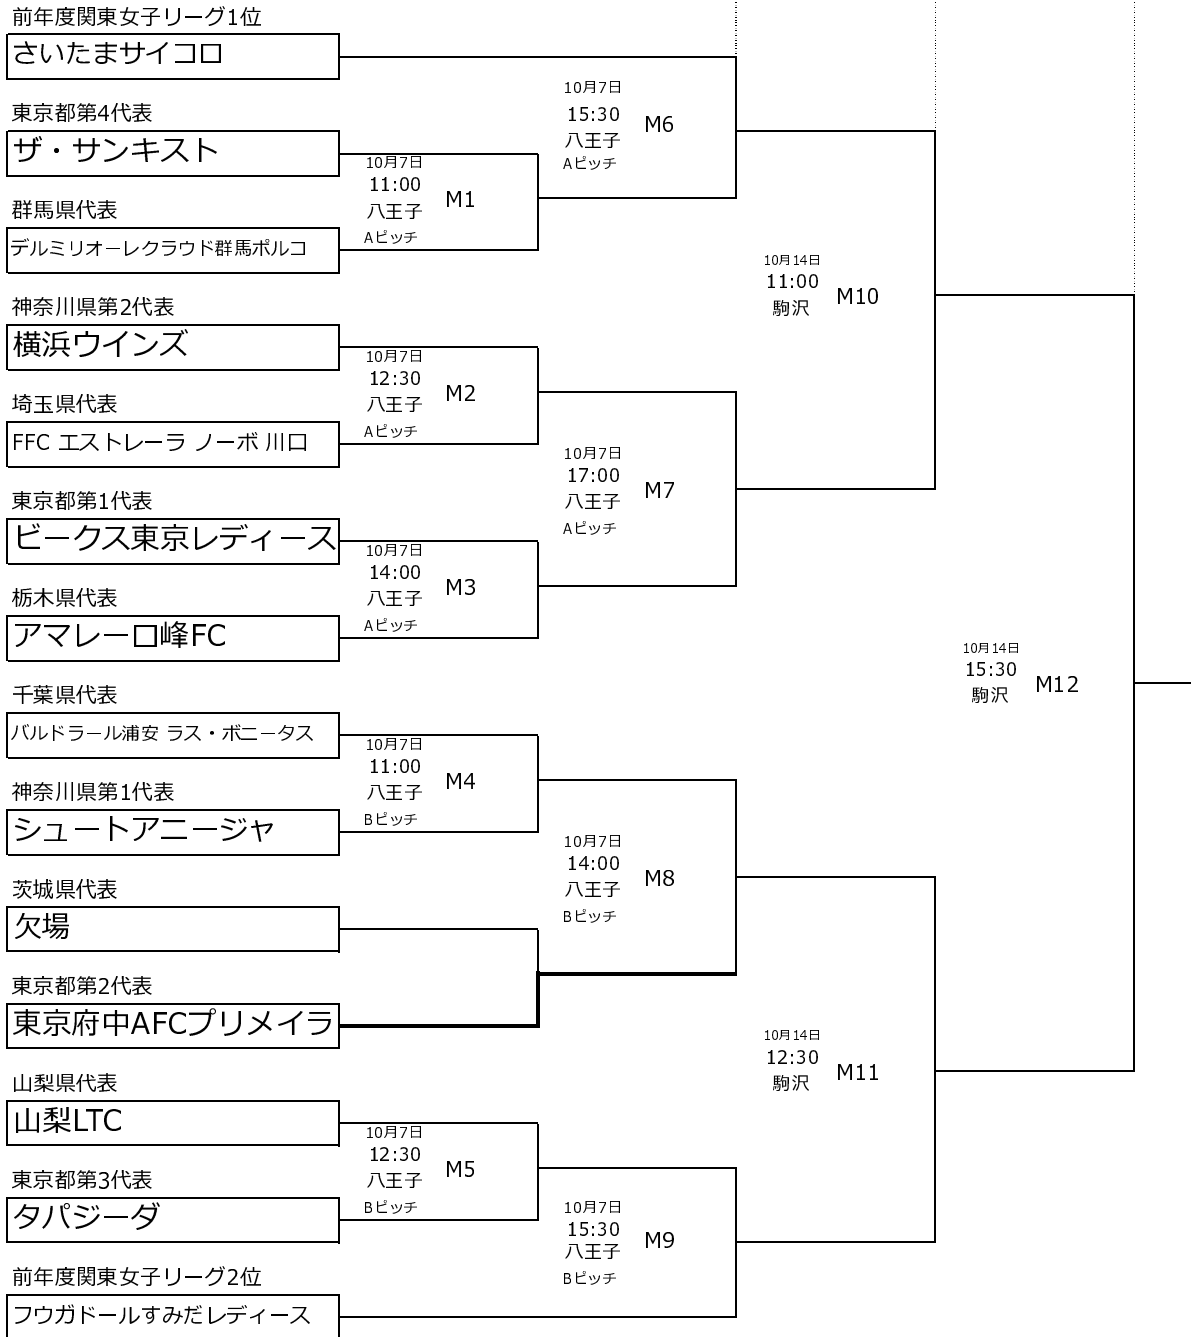 前年度関東女子リーグ1位
さいたまサイコロ
10月7日
15:30
八王子
Aピッチ
M6
東京都第4代表
ザ・サンキスト
10月7日
11:00
八王子
Aピッチ
M1
群馬県代表
デルミリオーレクラウド群馬ポルコ
10月14日
11:00
駒沢
M10
神奈川県第2代表
横浜ウインズ
10月7日
12:30
八王子
Aピッチ
M2
埼玉県代表
FFC エストレーラ ノーボ 川口
10月7日
17:00
八王子
Aピッチ
M7
東京都第1代表
ビークス東京レディース
10月7日
14:00
八王子
Aピッチ
M3
栃木県代表
アマレーロ峰FC
10月14日
15:30
駒沢
M12
千葉県代表
バルドラール浦安 ラス・ボニータス
10月7日
11:00
八王子
Bピッチ
M4
神奈川県第1代表
シュートアニージャ
10月7日
14:00
八王子
Bピッチ
M8
茨城県代表
欠場
東京都第2代表
東京府中AFCプリメイラ
10月14日
12:30
駒沢
M11
山梨県代表
山梨LTC
10月7日
12:30
八王子
Bピッチ
M5
東京都第3代表
タパジーダ
10月7日
15:30
八王子
Bピッチ
M9
前年度関東女子リーグ2位
フウガドールすみだレディース